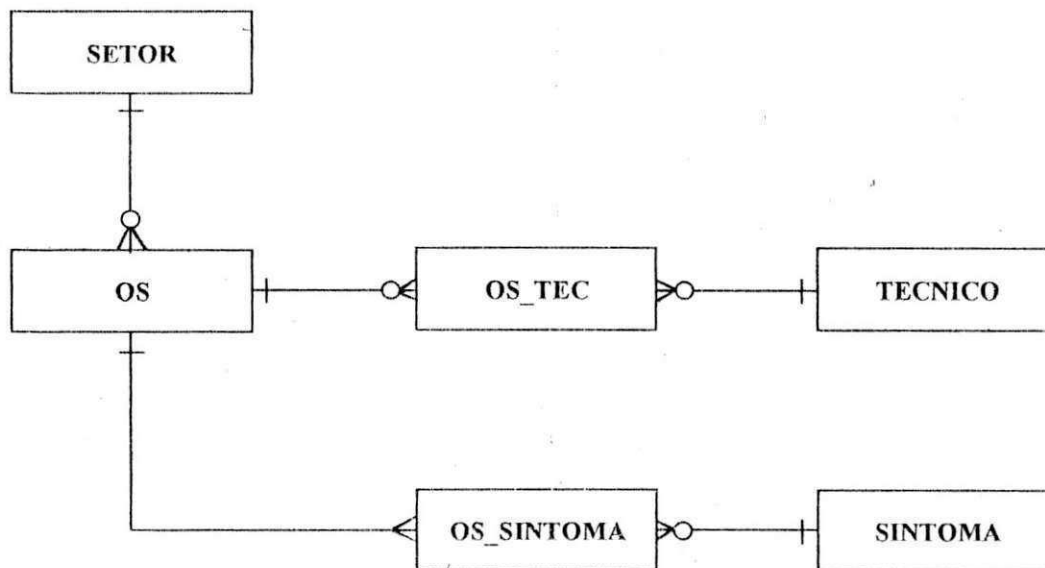 SETOR
OS
OS_TEC
TECNICO
OS_SINTOMA
SINTOMA